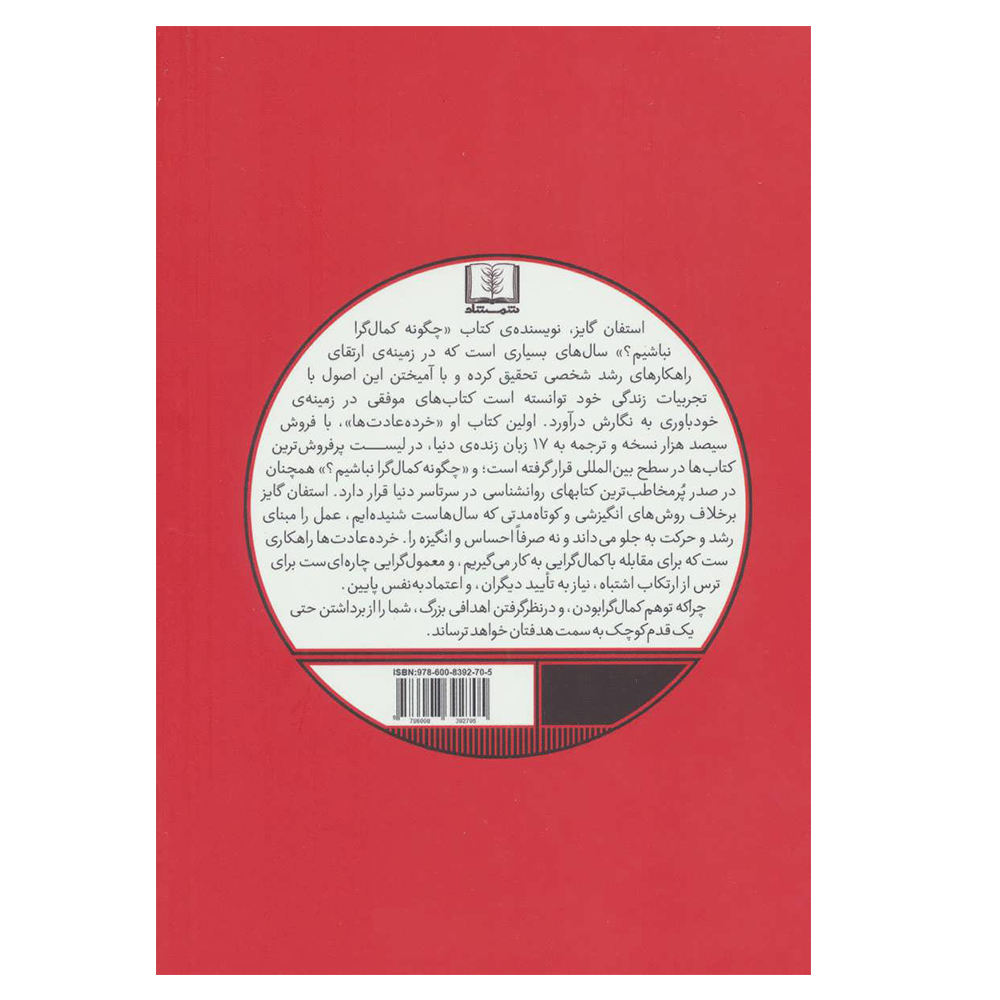 شمشاد
استفان گایز، نویسنده‌ی کتاب «چگونه کمال‌گرا
نباشیم؟» سال‌های بسیاری است که در زمینه‌ی ارتقای
راهکارهای رشد شخصی تحقیق کرده و با آمیختن این اصول با
تجربیات زندگی خود توانسته است کتاب‌های موفقی در زمینه‌ی
خودباوری به نگارش درآورد. اولین کتاب او «خرده‌عادت‌ها»، با فروش
سیصد هزار نسخه و ترجمه به ۱۷ زبان زنده‌ی دنیا، در لیست پرفروش‌ترین
کتاب‌ها در سطح بین‌المللی قرار گرفته است؛ و «چگونه کمال‌گرا نباشیم؟» همچنان
در صدر پُرمخاطب‌ترین کتابهای روانشناسی در سرتاسر دنیا قرار دارد. استفان گایز
برخلاف روش‌های انگیزشی و کوتاه‌مدتی که سال‌هاست شنیده‌ایم، عمل را مبنای
رشد و حرکت به جلو می‌داند و نه صرفاً احساس و انگیزه را. خرده‌عادت‌ها راهکاری
ست که برای مقابله با کمال‌گرایی به کار می‌گیریم، و معمول‌گرایی چاره‌ای‌ست برای
ترس از ارتکاب اشتباه، نیاز به تأیید دیگران، و اعتماد به‌نفس پایین.
چراکه توهم کمال‌گرا بودن، و درنظر گرفتن اهدافی بزرگ، شما را از برداشتن حتی
یک قدم کوچک به سمت هدفتان خواهد ترساند.
ISBN:978-600-8392-70-5
9 786008 392705